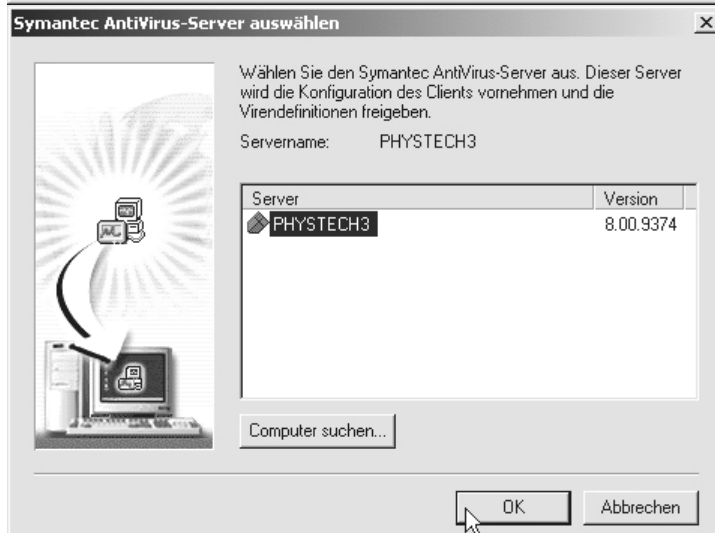 Symantec AntiVirus-Server auswählen
Wählen Sie den Symantec AntiVirus-Server aus. Dieser Server
wird die Konfiguration des Clients vornehmen und die
Virendefinitionen freigeben.
Servername: PHYSTECH3
Server Version
PHYSTECH3 8.00.9374
Computer suchen...
OK Abbrechen